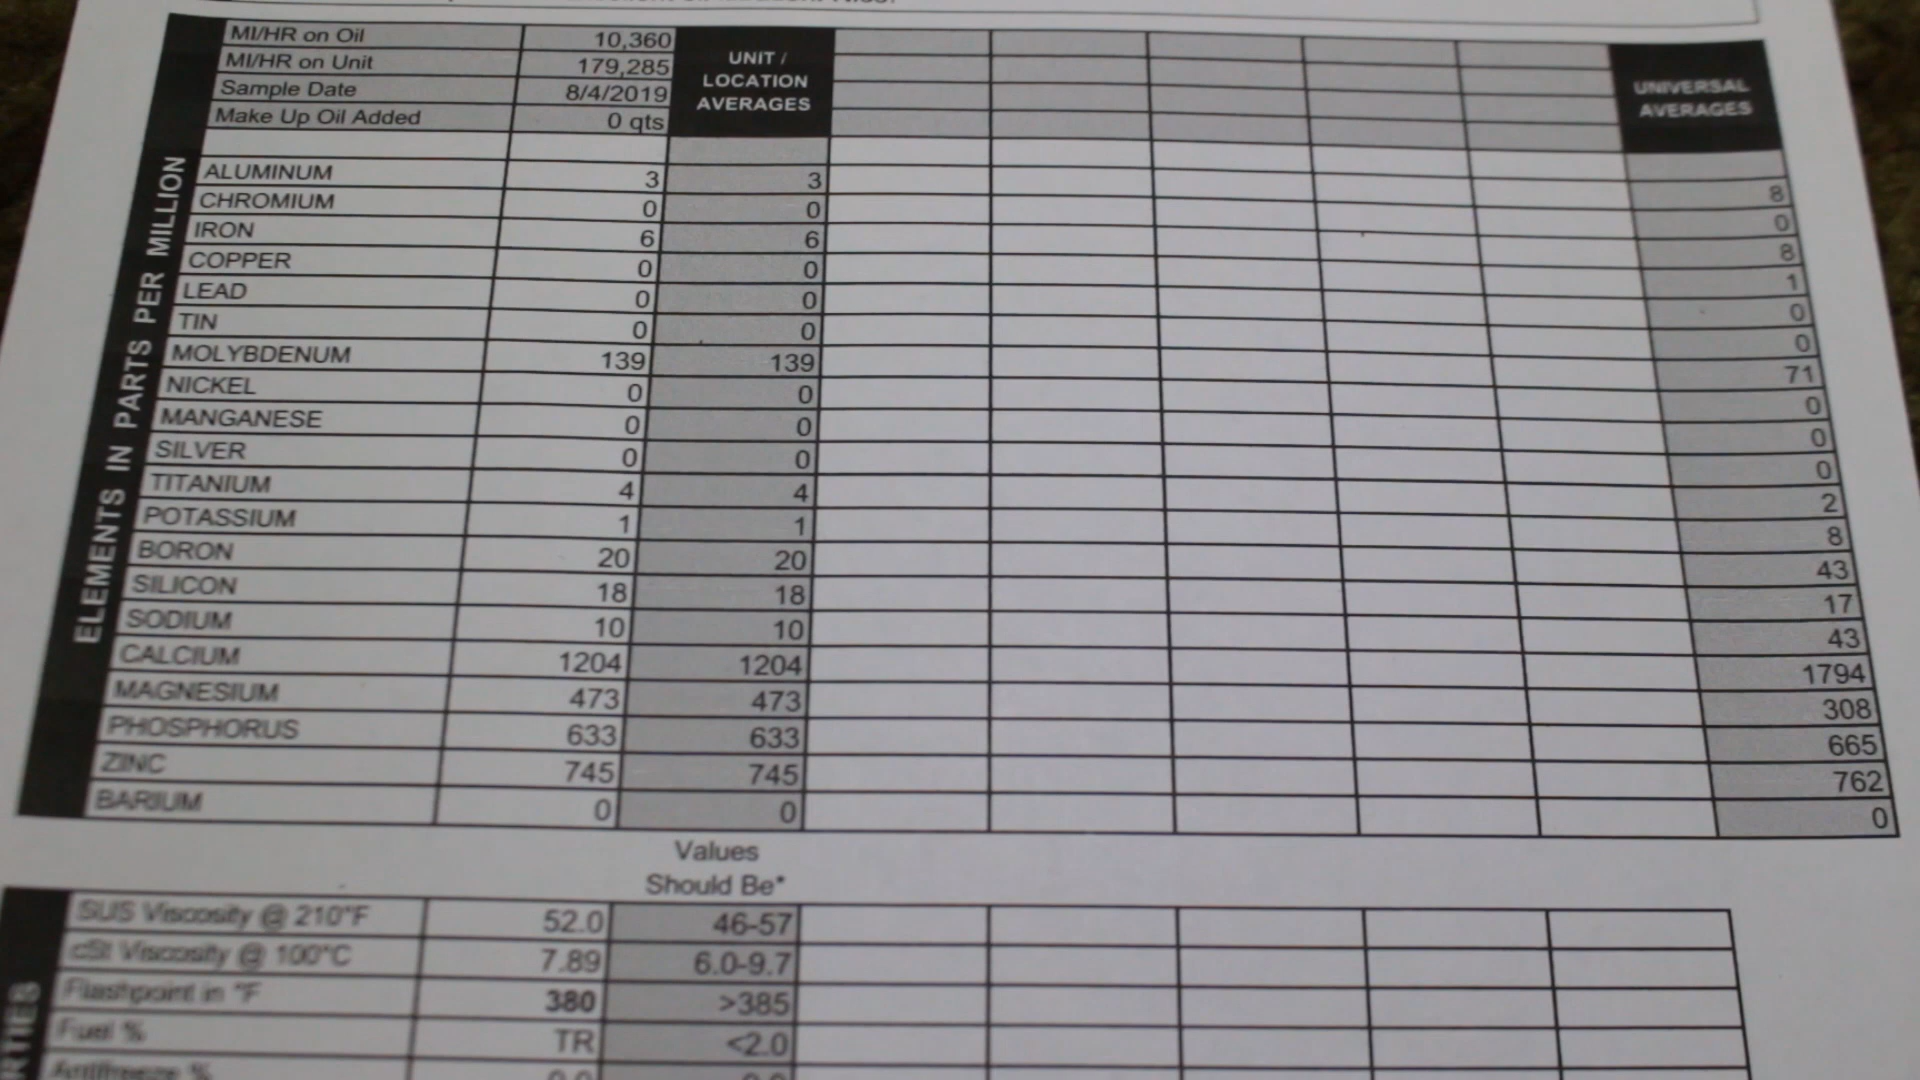 MI/HR on Oil 10,360
MI/HR on Unit 179,285
Sample Date 8/4/2019
Make Up Oil Added 0 qts
UNIT /
LOCATION
AVERAGES
UNIVERSAL
AVERAGES
ELEMENTS IN PARTS PER MILLION
ALUMINUM 3 3 8
CHROMIUM 0 0 0
IRON 6 6 8
COPPER 0 0 1
LEAD 0 0 0
TIN 0 0 0
MOLYBDENUM 139 139 71
NICKEL 0 0 0
MANGANESE 0 0 0
SILVER 0 0 0
TITANIUM 4 4 2
POTASSIUM 1 1 8
BORON 20 20 43
SILICON 18 18 17
SODIUM 10 10 43
CALCIUM 1204 1204 1794
MAGNESIUM 473 473 308
PHOSPHORUS 633 633 665
ZINC 745 745 762
BARIUM 0 0 0
Values
Should Be*
SUS Viscosity @ 210°F 52.0 46-57
cSt Viscosity @ 100°C 7.89 6.0-9.7
Flashpoint in °F 380 >385
Fuel % TR <2.0
Antifreeze %